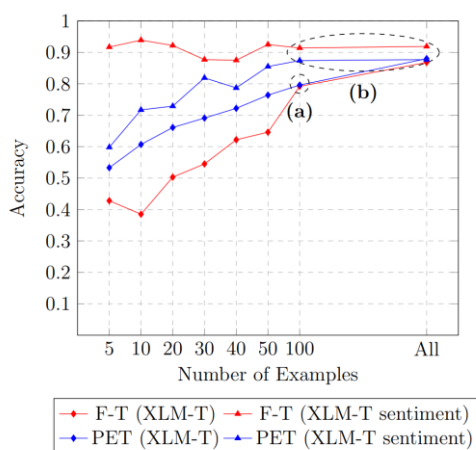 1
0.9
0.8
0.7
0.6
0.5
0.4
0.3
0.2
0.1
Accuracy
(a)
(b)
5 10 20 30 40 50 100 All
Number of Examples
F-T (XLM-T) F-T (XLM-T sentiment)
PET (XLM-T) PET (XLM-T sentiment)